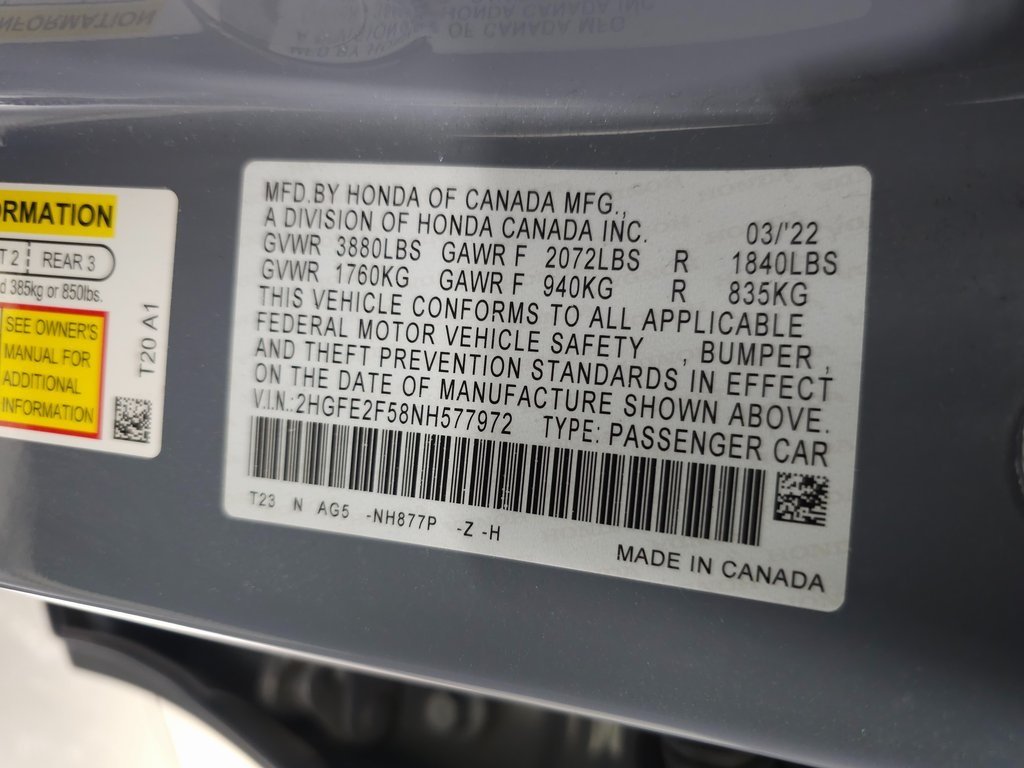 ORMATION
T 2 REAR 3
d 385kg or 850lbs.
SEE OWNER'S
MANUAL FOR
ADDITIONAL
INFORMATION
T20 A1
MFD.BY HONDA OF CANADA MFG.,
A DIVISION OF HONDA CANADA INC. 03/'22
GVWR 3880LBS GAWR F 2072LBS R 1840LBS
GVWR 1760KG GAWR F 940KG R 835KG
THIS VEHICLE CONFORMS TO ALL APPLICABLE
FEDERAL MOTOR VEHICLE SAFETY , BUMPER ,
AND THEFT PREVENTION STANDARDS IN EFFECT
ON THE DATE OF MANUFACTURE SHOWN ABOVE.
V.I.N.:2HGFE2F58NH577972 TYPE: PASSENGER CAR
T23 N AG5 -NH877P -Z -H
MADE IN CANADA